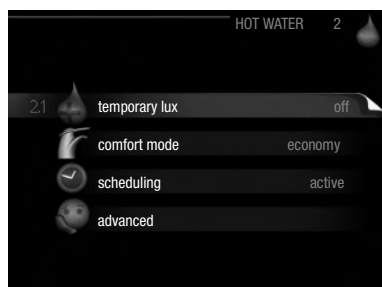 HOT WATER 2
2.1 temporary lux off
comfort mode economy
scheduling active
advanced